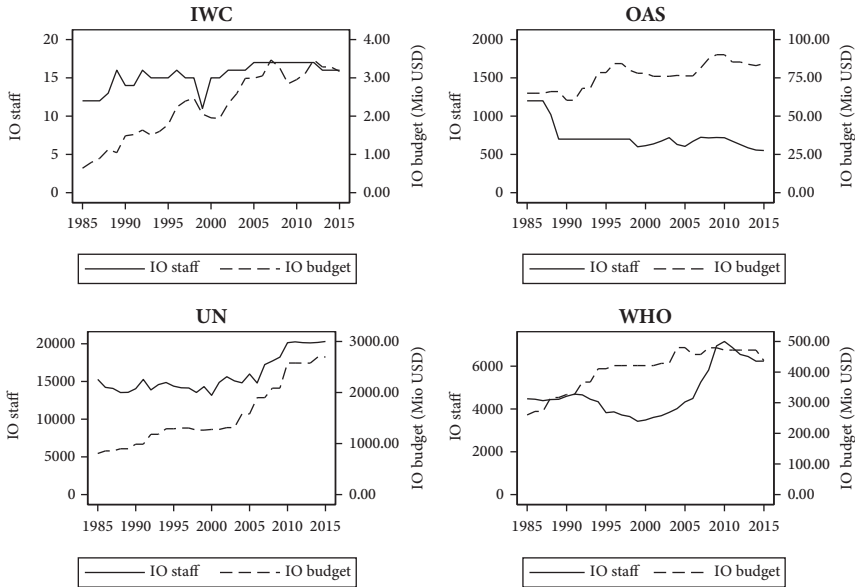 IWC
20
15
10
5
0
IO staff
4.00
3.00
2.00
1.00
0.00
IO budget (Mio USD)
1985 1990 1995 2000 2005 2010 2015
IO staff IO budget
OAS
2000
1500
1000
500
0
IO staff
100.00
75.00
50.00
25.00
0.00
IO budget (Mio USD)
1985 1990 1995 2000 2005 2010 2015
IO staff IO budget
UN
20000
15000
10000
5000
0
IO staff
3000.00
2000.00
1000.00
0.00
IO budget (Mio USD)
1985 1990 1995 2001 2005 2010 2015
IO staff IO budget
WHO
6000
4000
2000
0
IO staff
500.00
400.00
300.00
240.00
100.00
0.00
IO budget (Mio USD)
1985 1990 1995 2000 2005 2010 2015
IO staff IO budget